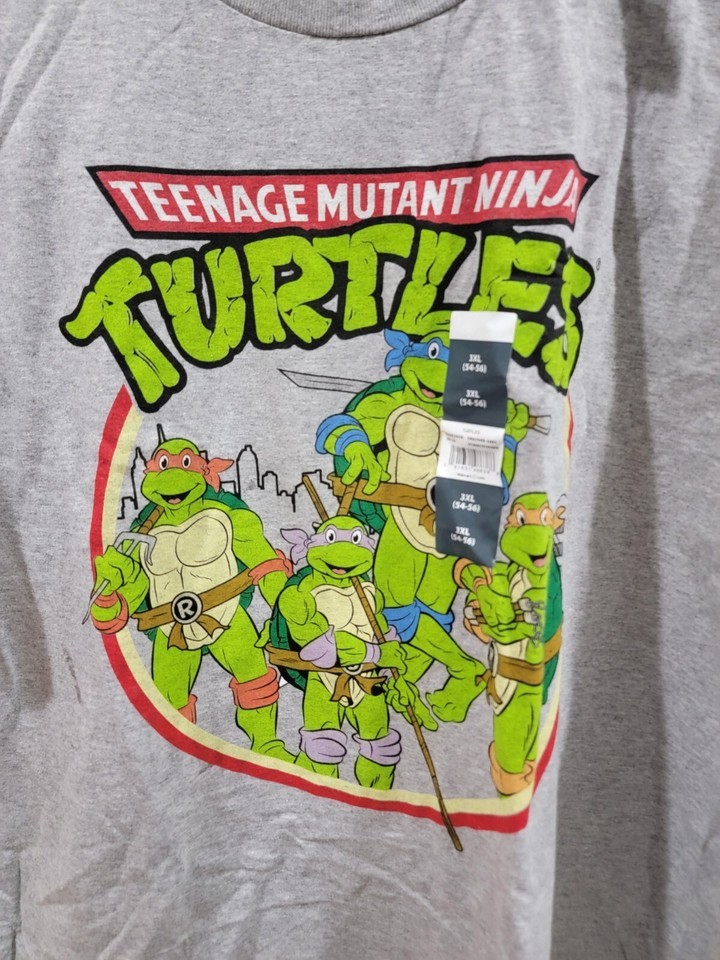 TEENAGE MUTANT NINJA
TURTLES
3XL
(54-56)
3XL
(54-56)
3XL
(54-56)
3XL
(54-56)
R